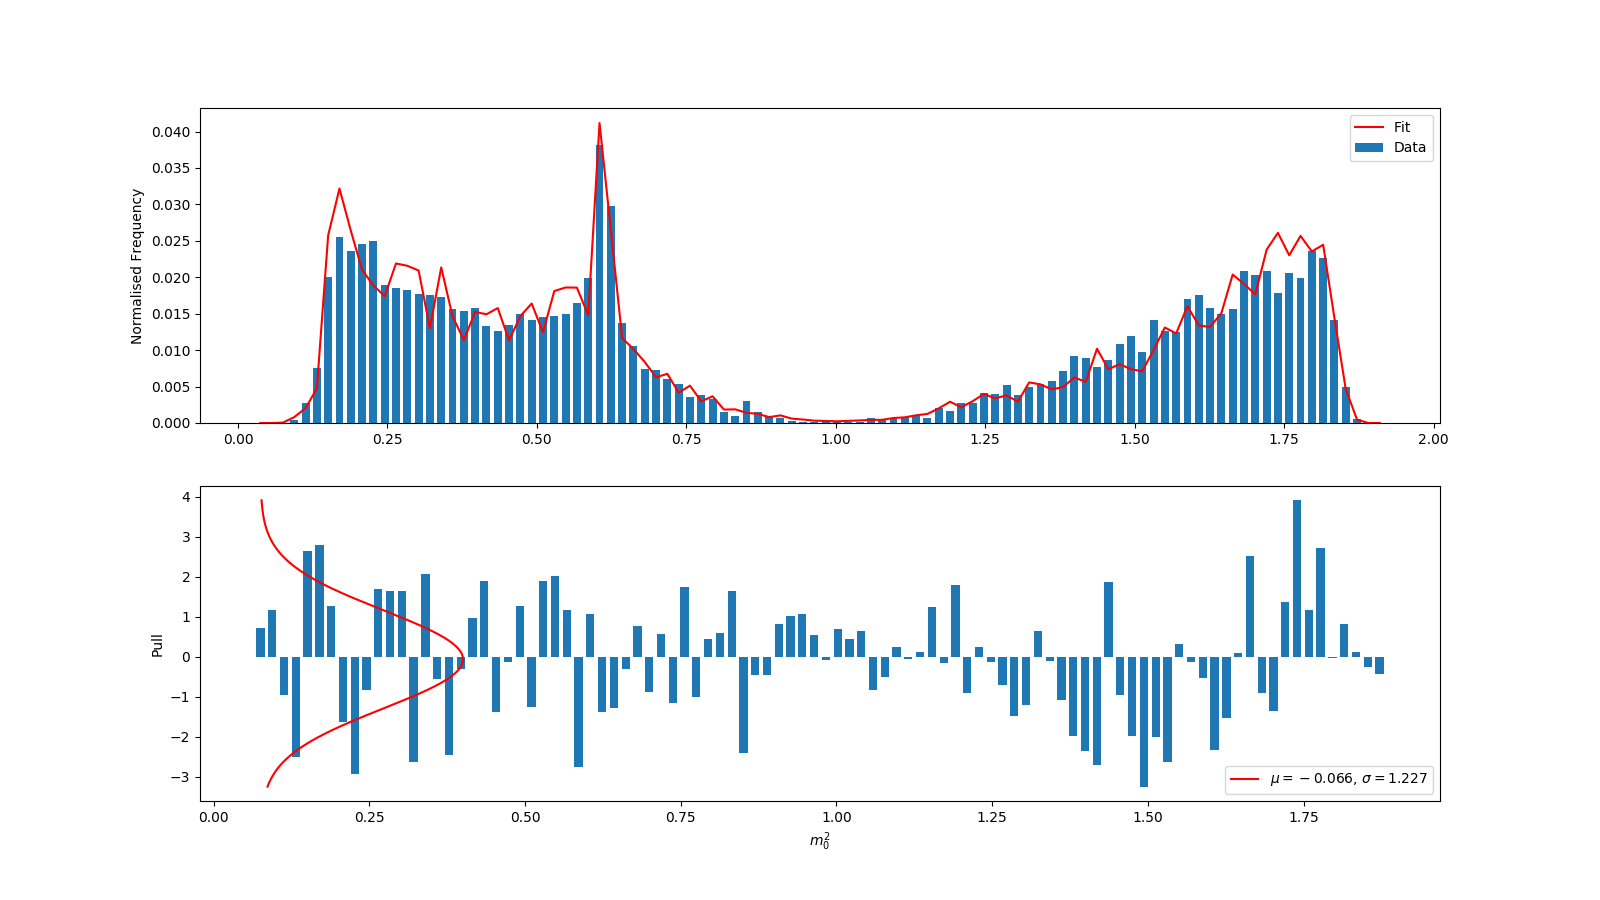 Normalised Frequency
0.040
0.035
0.030
0.025
0.020
0.015
0.010
0.005
0.000
Fit
Data
0.00 0.25 0.50 0.75 1.00 1.25 1.50 1.75 2.00
Pull
4
3
2
1
0
−1
−2
−3
μ = −0.066, σ = 1.227
0.00 0.25 0.50 0.75 1.00 1.25 1.50 1.75
m₀²